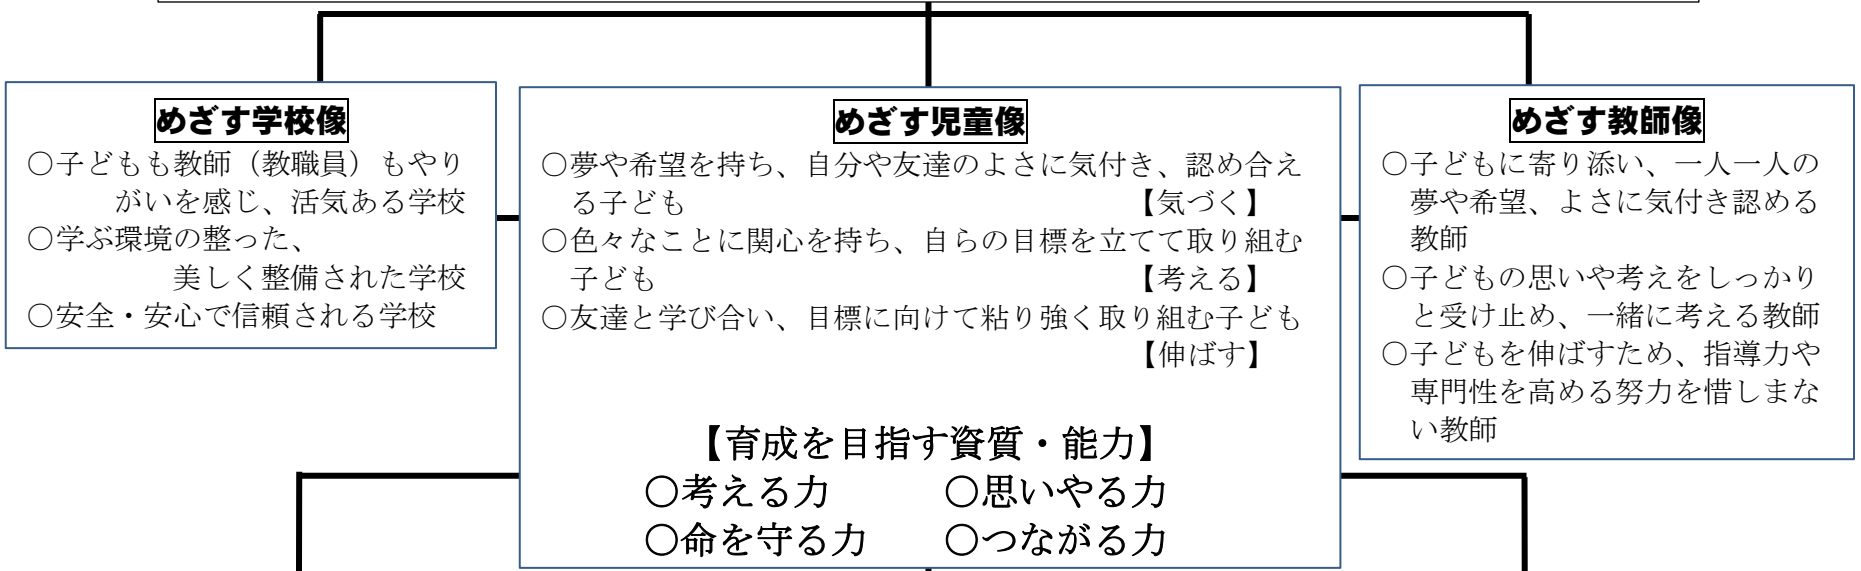 めざす学校像
○子どもも教師（教職員）もやり
がいを感じ、活気ある学校
○学ぶ環境の整った、
美しく整備された学校
○安全・安心で信頼される学校
めざす児童像
○夢や希望を持ち、自分や友達のよさに気付き、認め合え
る子ども　【気づく】
○色々なことに関心を持ち、自らの目標を立てて取り組む
子ども　【考える】
○友達と学び合い、目標に向けて粘り強く取り組む子ども
【伸ばす】
【育成を目指す資質・能力】
○考える力　○思いやる力
○命を守る力　○つながる力
めざす教師像
○子どもに寄り添い、一人一人の
夢や希望、よさに気付き認める
教師
○子どもの思いや考えをしっかり
と受け止め、一緒に考える教師
○子どもを伸ばすため、指導力や
専門性を高める努力を惜しまな
い教師